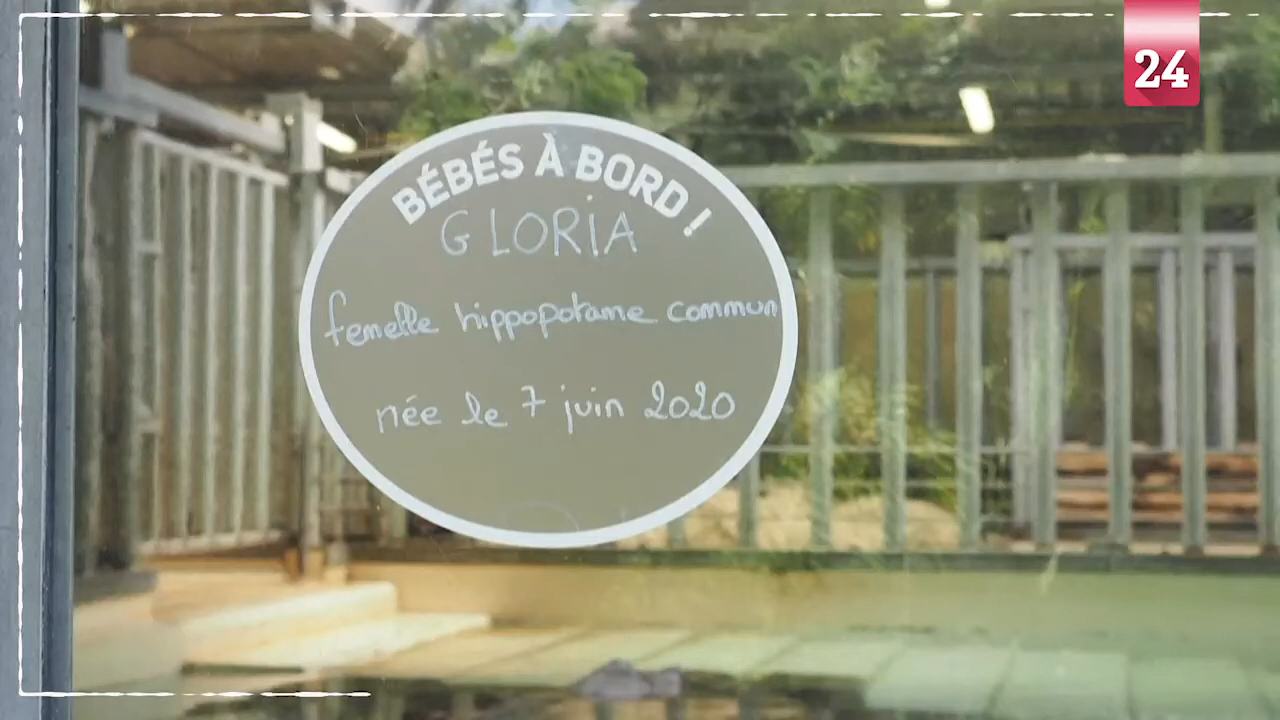 24
BÉBÉS À BORD !
GLORIA
femelle hippopotame commun
née le 7 juin 2020